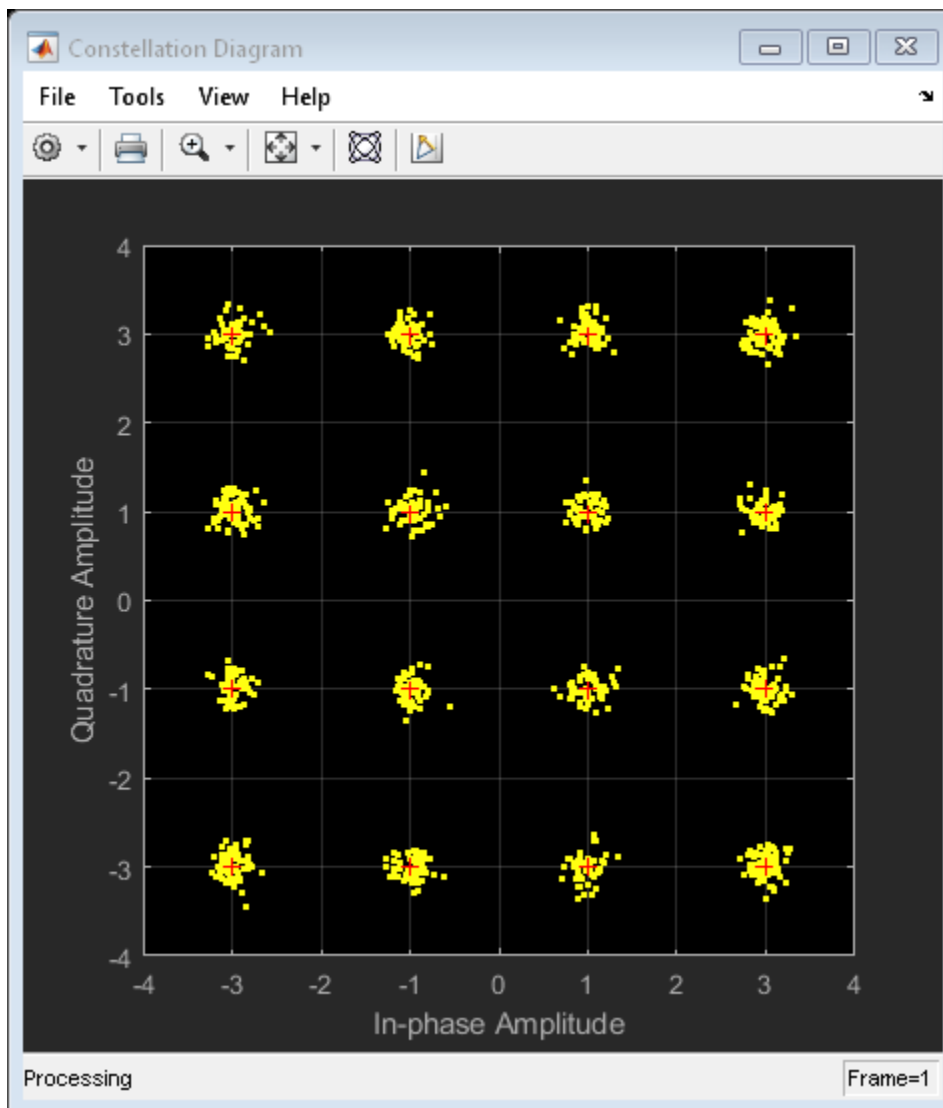 Constellation Diagram
File Tools View Help
4
3
2
1
0
-1
-2
-3
-4
Quadrature Amplitude
-4 -3 -2 -1 0 1 2 3 4
In-phase Amplitude
Processing Frame=1